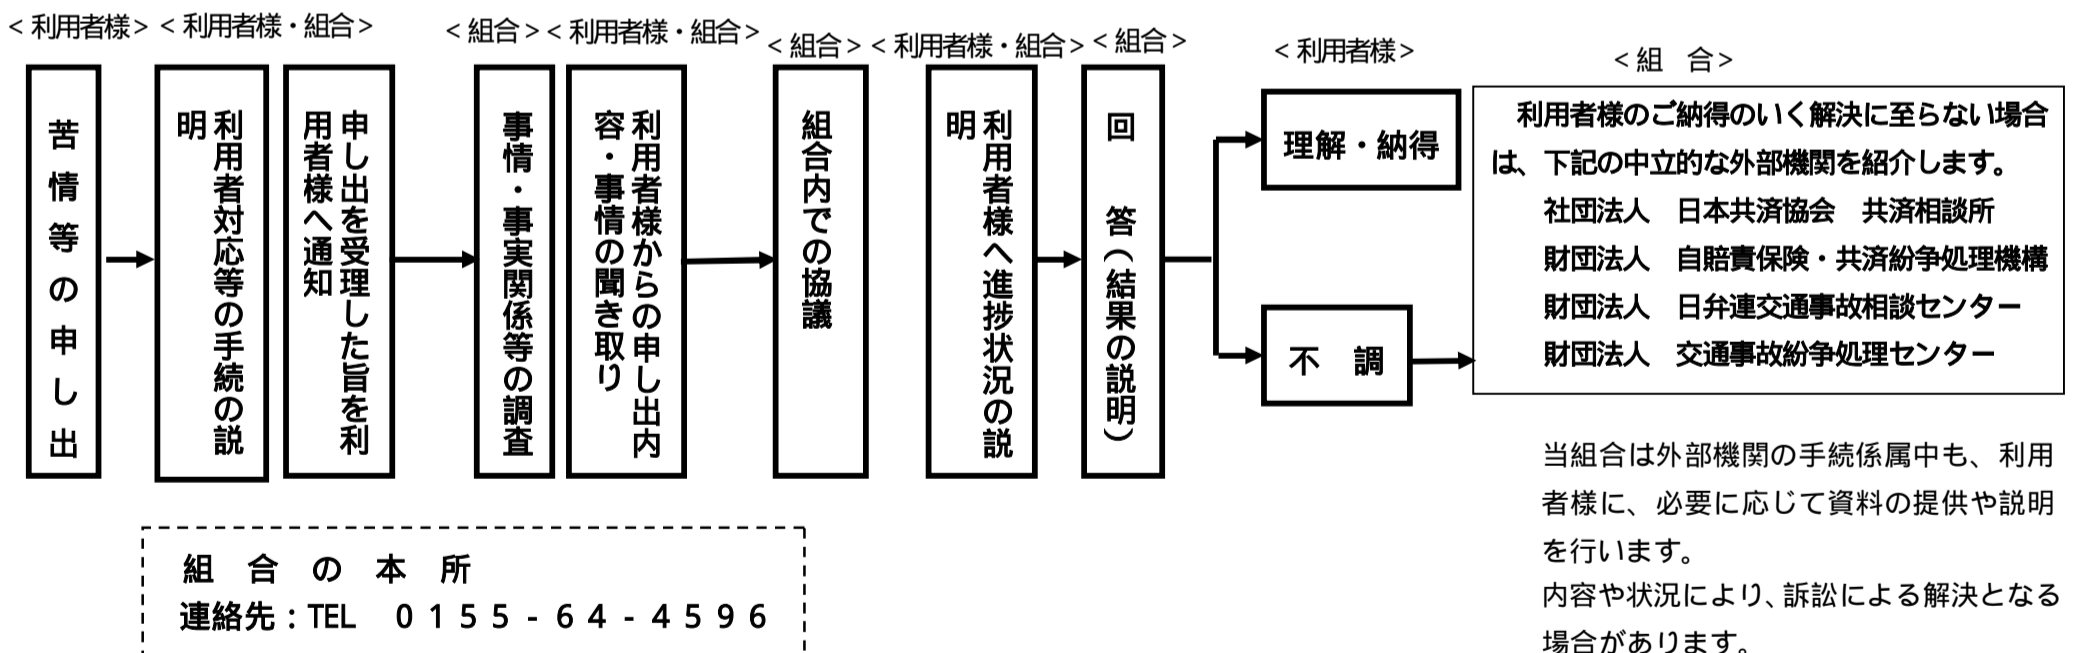 <利用者様>
<利用者様・組合>
<組合>
<利用者様・組合>
<組合>
<利用者様・組合>
<組合>
<利用者様>
<組　合>
苦情等の申し出
利用者対応等の手続の説
明
申し出を受理した旨を利
用者様へ通知
事情・事実関係等の調査
利用者様からの申し出内
容・事情の聞き取り
組合内での協議
利用者様へ進捗状況の説
明
回　答(結果の説明)
理解・納得
不　調
利用者様のご納得のいく解決に至らない場合
は、下記の中立的な外部機関を紹介します。
社団法人　日本共済協会　共済相談所
財団法人　自賠責保険・共済紛争処理機構
財団法人　日弁連交通事故相談センター
財団法人　交通事故紛争処理センター
当組合は外部機関の手続係属中も、利用
者様に、必要に応じて資料の提供や説明
を行います。
内容や状況により、訴訟による解決となる
場合があります。
組　合　の　本　所
連絡先：TEL　０１５５-６４-４５９６